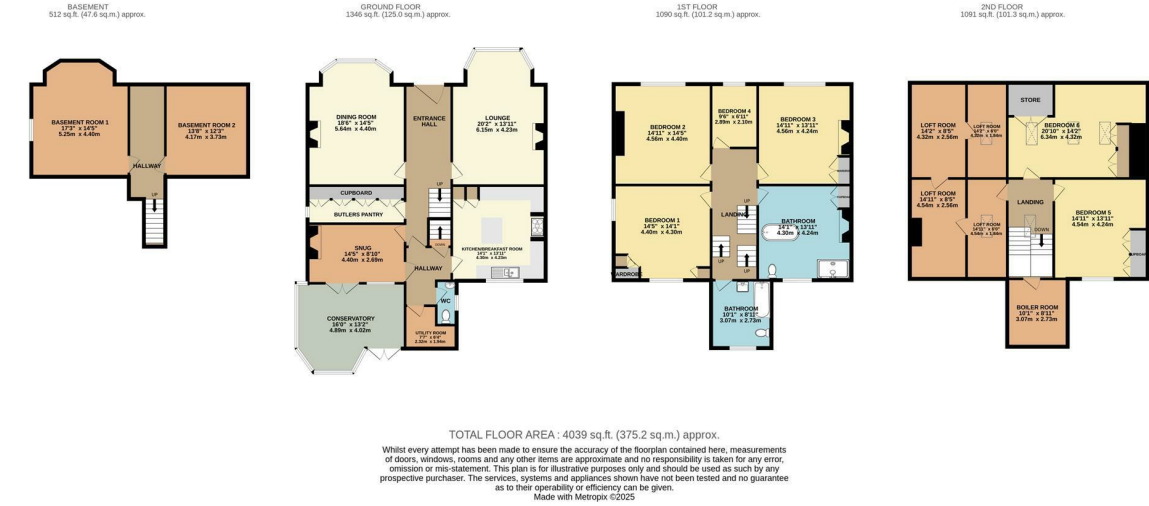 BASEMENT
512 sq.ft. (47.6 sq.m.) approx.
BASEMENT ROOM 1
17'3" x 14'5"
5.25m x 4.40m
BASEMENT ROOM 2
13'8" x 12'3"
4.17m x 3.73m
HALLWAY
UP
GROUND FLOOR
1346 sq.ft. (125.0 sq.m.) approx.
DINING ROOM
18'6" x 14'5"
5.64m x 4.40m
ENTRANCE
HALL
LOUNGE
20'2" x 13'11"
6.15m x 4.23m
CUPBOARD
BUTLERS PANTRY
UP
SNUG
14'5" x 8'10"
4.40m x 2.69m
DOWN
KITCHEN/BREAKFAST ROOM
14'1" x 13'11"
4.30m x 4.23m
HALLWAY
WC
CONSERVATORY
16'0" x 13'2"
4.89m x 4.02m
UTILITY ROOM
1ST FLOOR
1090 sq.ft. (101.2 sq.m.) approx.
BEDROOM 2
14'11" x 14'5"
4.56m x 4.40m
BEDROOM 4
9'6" x 6'11"
2.89m x 2.10m
BEDROOM 3
14'11" x 13'11"
4.56m x 4.24m
BEDROOM 1
14'5" x 14'1"
4.40m x 4.30m
LANDING
UP
UP
UP
BATHROOM
14'1" x 13'11"
4.30m x 4.24m
WARDROBE
BATHROOM
10'1" x 8'11"
3.07m x 2.73m
2ND FLOOR
1091 sq.ft. (101.3 sq.m.) approx.
LOFT ROOM
14'2" x 8'5"
4.32m x 2.56m
LOFT ROOM
STORE
BEDROOM 6
20'10" x 14'2"
6.34m x 4.32m
LOFT ROOM
14'11" x 8'5"
4.54m x 2.56m
LOFT ROOM
LANDING
DOWN
BEDROOM 5
14'11" x 13'11"
4.54m x 4.24m
BOILER ROOM
10'1" x 8'11"
3.07m x 2.73m
TOTAL FLOOR AREA : 4039 sq.ft. (375.2 sq.m.) approx.
Whilst every attempt has been made to ensure the accuracy of the floorplan contained here, measurements
of doors, windows, rooms and any other items are approximate and no responsibility is taken for any error,
omission or mis-statement. This plan is for illustrative purposes only and should be used as such by any
prospective purchaser. The services, systems and appliances shown have not been tested and no guarantee
as to their operability or efficiency can be given.
Made with Metropix ©2025